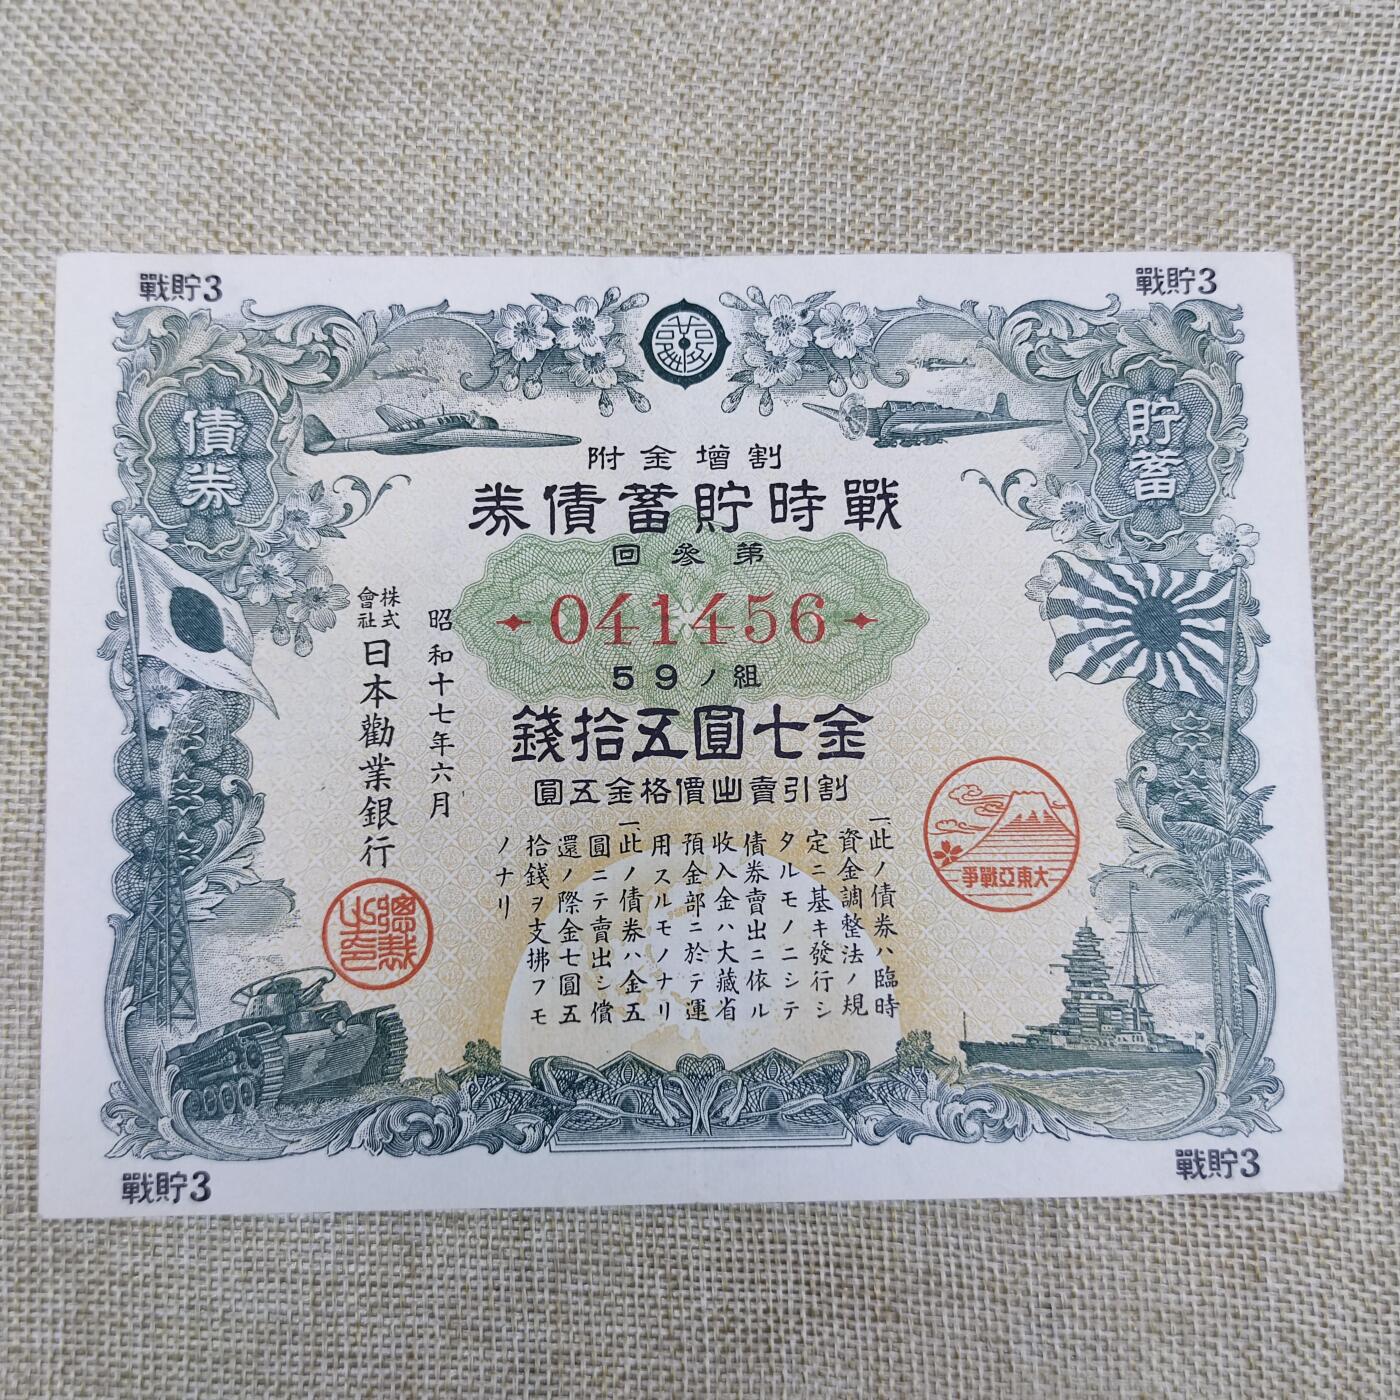 戰貯3
戰貯3
貯蓄
債券
割增金附
戰時貯蓄債券
第參回
041456
59ノ組
金七圓五拾錢
割引賣出價格金五圓
一、此ノ債券ハ臨時
資金調整法ノ規
定ニ基キ發行シ
タルモノニシテ
債券賣出ニ依ル
收入金ハ大藏省
預金部ニ於テ運
用スルモノナリ
一、此ノ債券ハ金五
圓ニテ賣出シ償
還ノ際金七圓五
拾錢ヲ支拂フモ
ノナリ
昭和十七年六月
株式會社
日本勸業銀行
總裁之印
大東亞戰爭
戰貯3
戰貯3